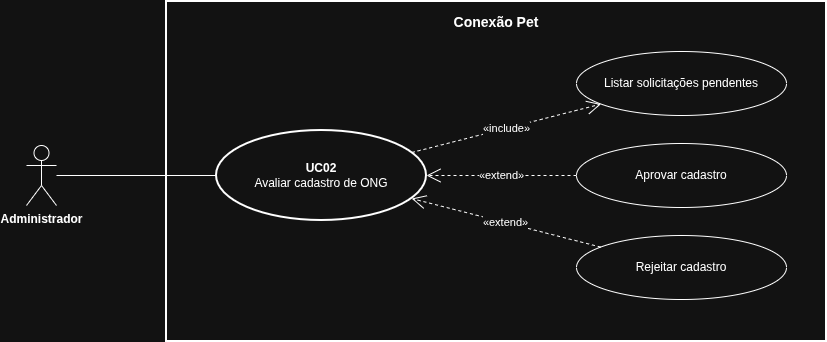 Conexão Pet
Listar solicitações pendentes
«include»
UC02
Avaliar cadastro de ONG
«extend»
Aprovar cadastro
Administrador
«extend»
Rejeitar cadastro